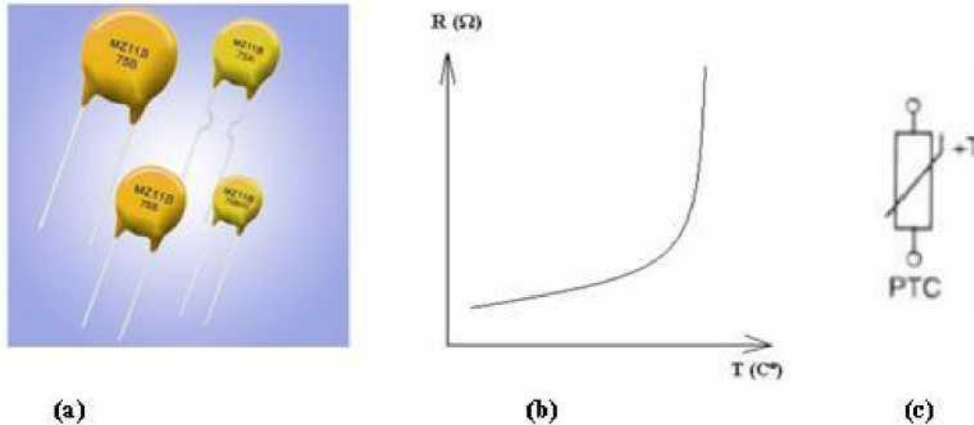 MZ11B
75B
MZ11B
75A
MZ11B
75B
MZ11B
R (Ω)
T (C°)
+T
PTC
(a)
(b)
(c)